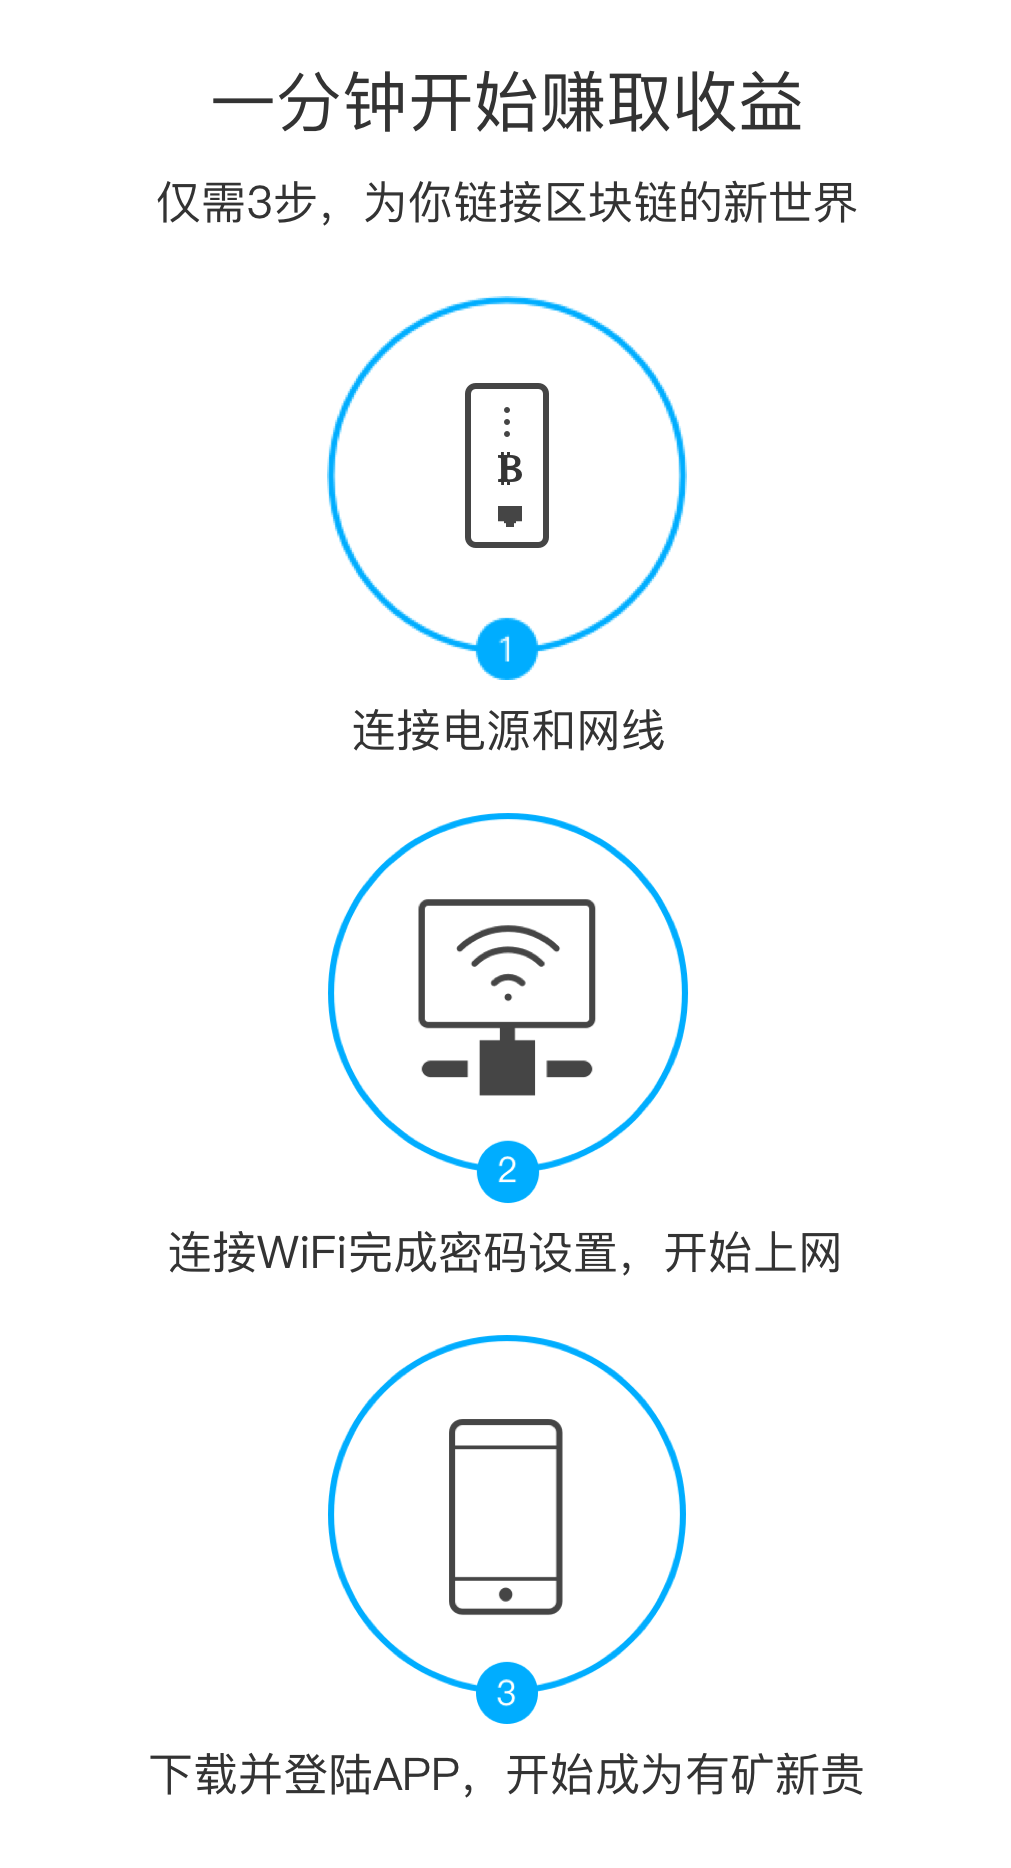 一分钟开始赚取收益
仅需3步，为你链接区块链的新世界
₿
1
连接电源和网线
2
连接WiFi完成密码设置，开始上网
3
下载并登陆APP，开始成为有矿新贵